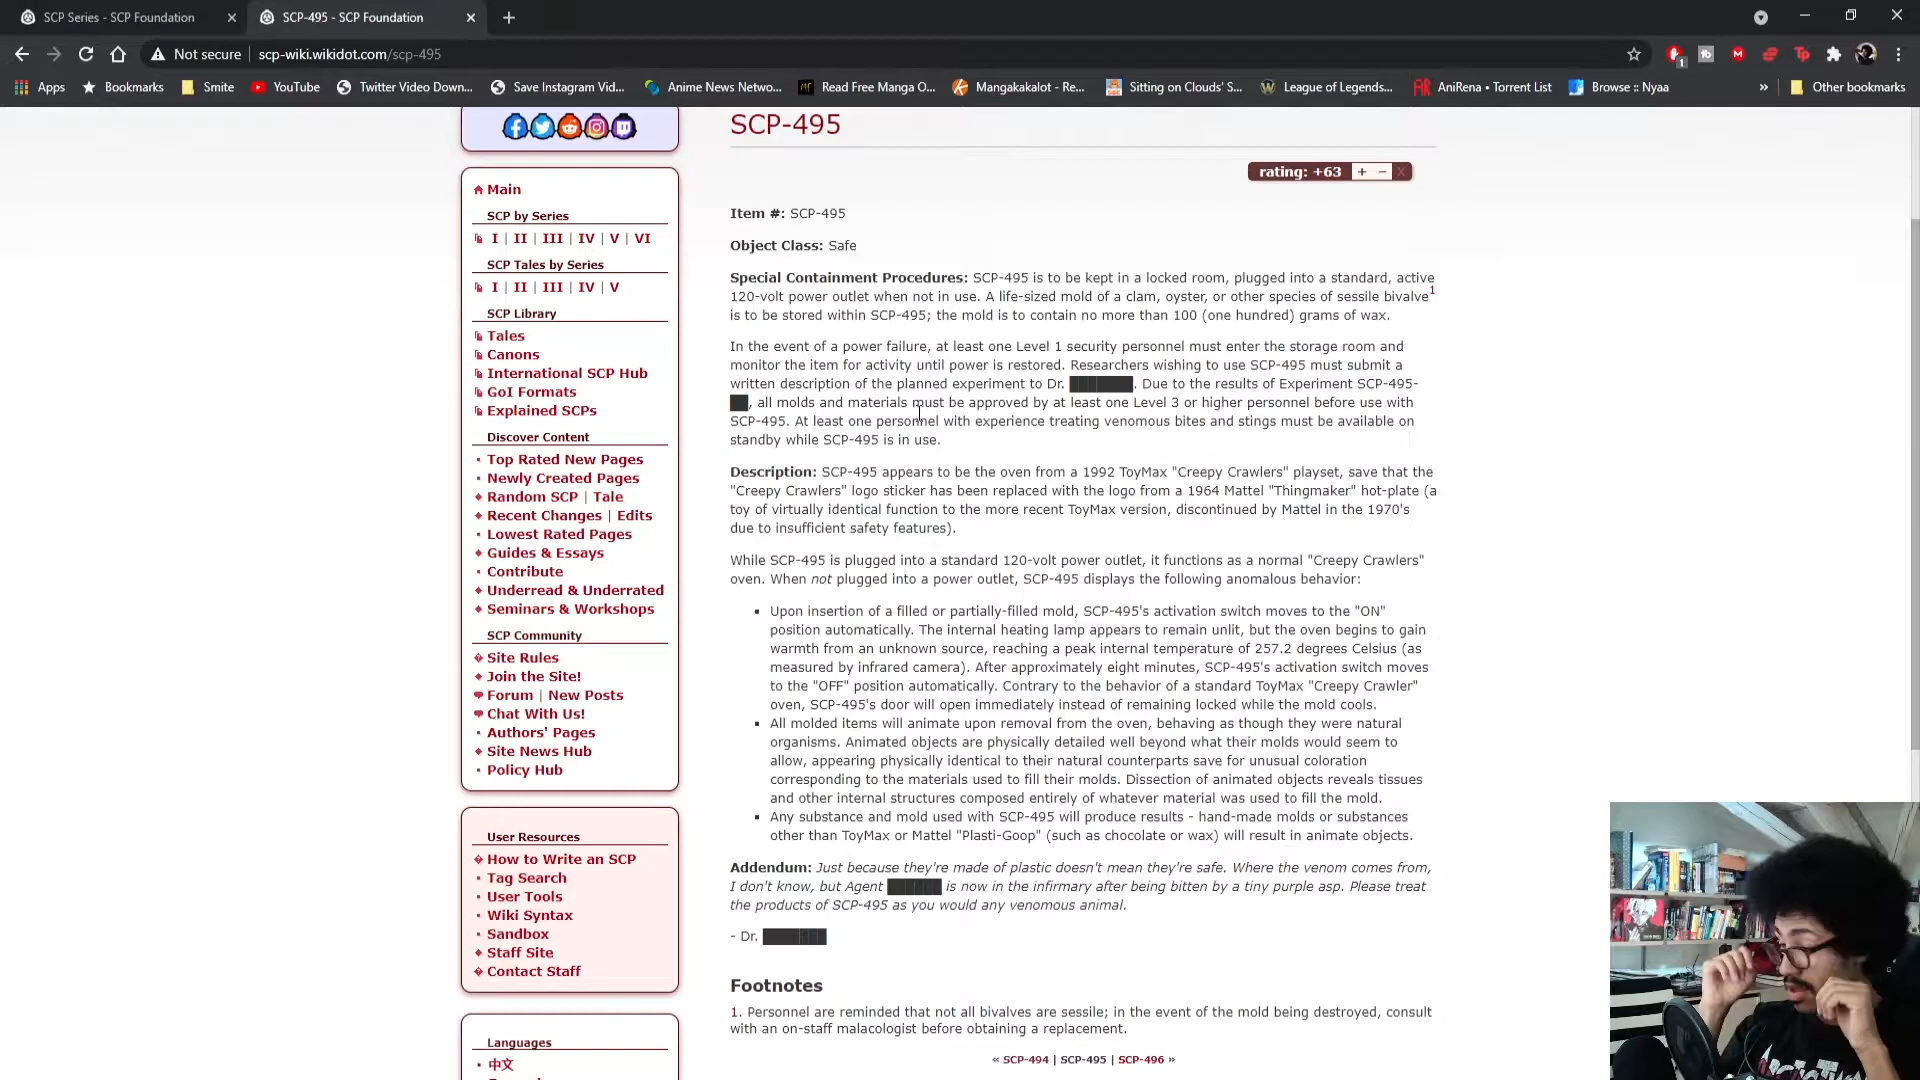 SCP Series - SCP Foundation
SCP-495 - SCP Foundation
Not secure | scp-wiki.wikidot.com/scp-495
Apps
Bookmarks
Smite
YouTube
Twitter Video Down...
Save Instagram Vid...
Anime News Netwo...
Read Free Manga O...
Mangakakalot - Re...
Sitting on Clouds' S...
League of Legends...
AniRena • Torrent List
Browse :: Nyaa
»
Other bookmarks
Main
SCP by Series
I | II | III | IV | V | VI
SCP Tales by Series
I | II | III | IV | V
SCP Library
Tales
Canons
International SCP Hub
GoI Formats
Explained SCPs
Discover Content
Top Rated New Pages
Newly Created Pages
Random SCP | Tale
Recent Changes | Edits
Lowest Rated Pages
Guides & Essays
Contribute
Underread & Underrated
Seminars & Workshops
SCP Community
Site Rules
Join the Site!
Forum | New Posts
Chat With Us!
Authors' Pages
Site News Hub
Policy Hub
User Resources
How to Write an SCP
Tag Search
User Tools
Wiki Syntax
Sandbox
Staff Site
Contact Staff
Languages
中文
SCP-495
rating: +63 + − X
Item #: SCP-495
Object Class: Safe
Special Containment Procedures: SCP-495 is to be kept in a locked room, plugged into a standard, active
120-volt power outlet when not in use. A life-sized mold of a clam, oyster, or other species of sessile bivalve1
is to be stored within SCP-495; the mold is to contain no more than 100 (one hundred) grams of wax.
In the event of a power failure, at least one Level 1 security personnel must enter the storage room and
monitor the item for activity until power is restored. Researchers wishing to use SCP-495 must submit a
written description of the planned experiment to Dr. ███████. Due to the results of Experiment SCP-495-
██, all molds and materials must be approved by at least one Level 3 or higher personnel before use with
SCP-495. At least one personnel with experience treating venomous bites and stings must be available on
standby while SCP-495 is in use.
Description: SCP-495 appears to be the oven from a 1992 ToyMax "Creepy Crawlers" playset, save that the
"Creepy Crawlers" logo sticker has been replaced with the logo from a 1964 Mattel "Thingmaker" hot-plate (a
toy of virtually identical function to the more recent ToyMax version, discontinued by Mattel in the 1970's
due to insufficient safety features).
While SCP-495 is plugged into a standard 120-volt power outlet, it functions as a normal "Creepy Crawlers"
oven. When not plugged into a power outlet, SCP-495 displays the following anomalous behavior:
Upon insertion of a filled or partially-filled mold, SCP-495's activation switch moves to the "ON"
position automatically. The internal heating lamp appears to remain unlit, but the oven begins to gain
warmth from an unknown source, reaching a peak internal temperature of 257.2 degrees Celsius (as
measured by infrared camera). After approximately eight minutes, SCP-495's activation switch moves
to the "OFF" position automatically. Contrary to the behavior of a standard ToyMax "Creepy Crawler"
oven, SCP-495's door will open immediately instead of remaining locked while the mold cools.
All molded items will animate upon removal from the oven, behaving as though they were natural
organisms. Animated objects are physically detailed well beyond what their molds would seem to
allow, appearing physically identical to their natural counterparts save for unusual coloration
corresponding to the materials used to fill their molds. Dissection of animated objects reveals tissues
and other internal structures composed entirely of whatever material was used to fill the mold.
Any substance and mold used with SCP-495 will produce results - hand-made molds or substances
other than ToyMax or Mattel "Plasti-Goop" (such as chocolate or wax) will result in animate objects.
Addendum: Just because they're made of plastic doesn't mean they're safe. Where the venom comes from,
I don't know, but Agent ██████ is now in the infirmary after being bitten by a tiny purple asp. Please treat
the products of SCP-495 as you would any venomous animal.
- Dr. ███████
Footnotes
1. Personnel are reminded that not all bivalves are sessile; in the event of the mold being destroyed, consult
with an on-staff malacologist before obtaining a replacement.
« SCP-494 | SCP-495 | SCP-496 »